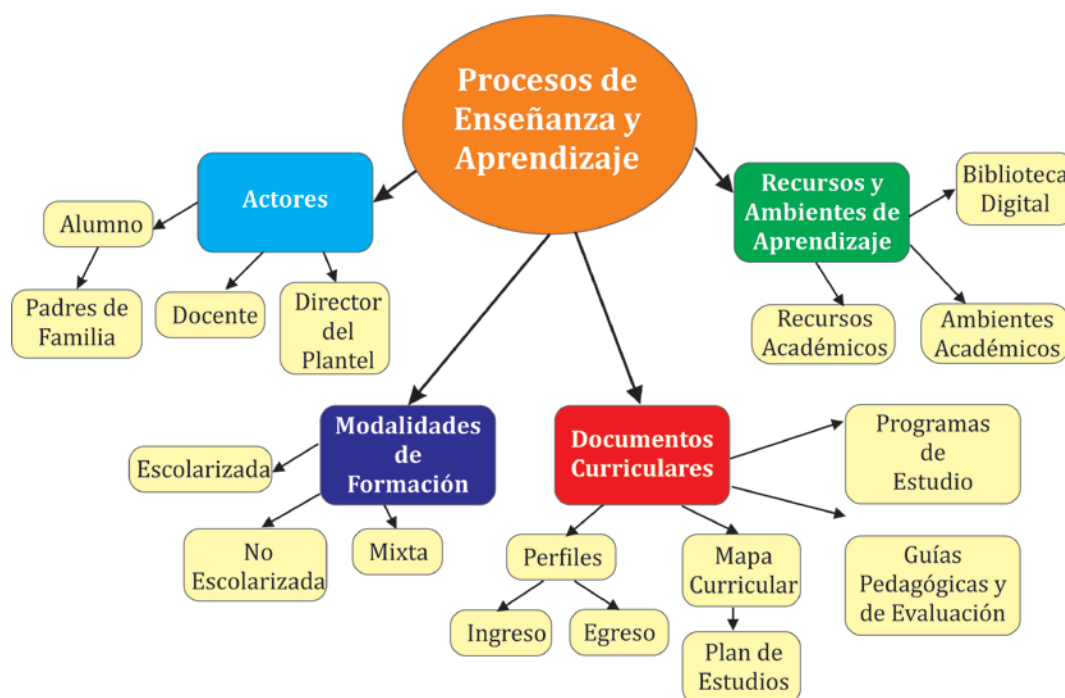 Procesos de
Enseñanza y
Aprendizaje
Actores
Alumno
Padres de
Familia
Docente
Director
del
Plantel
Recursos y
Ambientes de
Aprendizaje
Biblioteca
Digital
Recursos
Académicos
Ambientes
Académicos
Modalidades
de
Formación
Escolarizada
No
Escolarizada
Mixta
Documentos
Curriculares
Programas
de
Estudio
Guías
Pedagógicas y
de Evaluación
Perfiles
Ingreso
Egreso
Mapa
Curricular
Plan de
Estudios